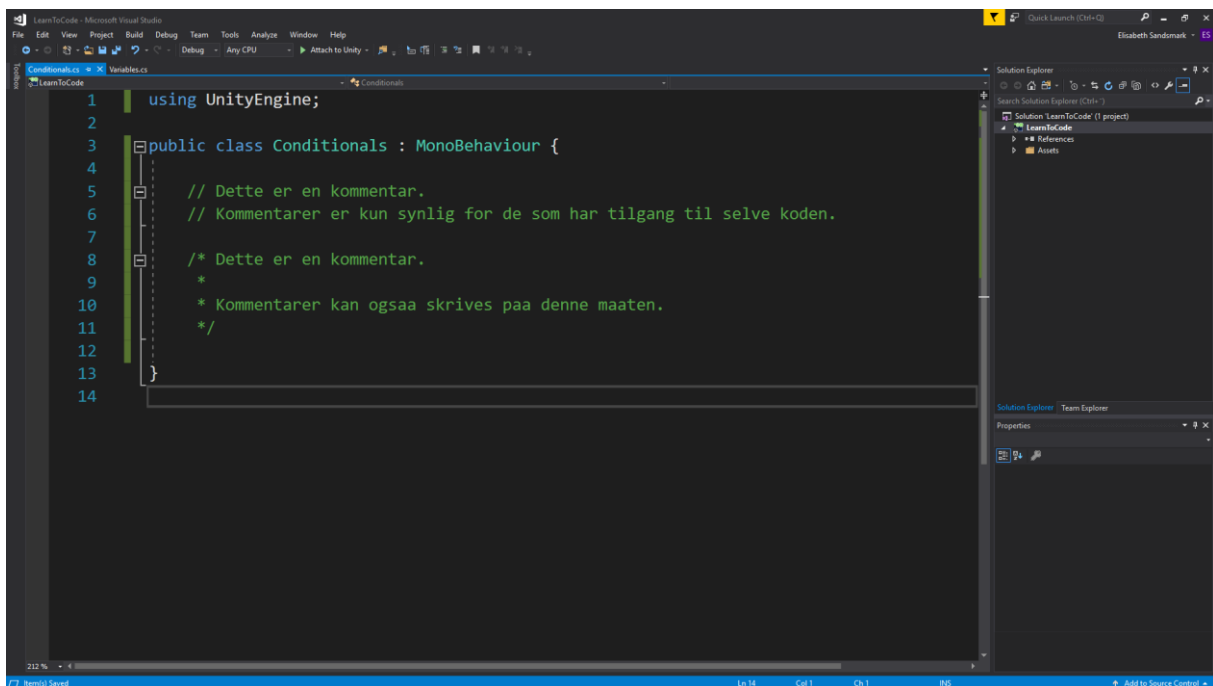 LearnToCode - Microsoft Visual Studio
Quick Launch (Ctrl+Q)
File Edit View Project Build Debug Team Tools Analyze Window Help
Elisabeth Sandsmark
ES
Debug Any CPU Attach to Unity
Toolbox
Conditionals.cs Variables.cs
LearnToCode Conditionals
1 using UnityEngine;
2
3 public class Conditionals : MonoBehaviour {
4
5 // Dette er en kommentar.
6 // Kommentarer er kun synlig for de som har tilgang til selve koden.
7
8 /* Dette er en kommentar.
9 *
10 * Kommentarer kan ogsaa skrives paa denne maaten.
11 */
12
13 }
14
212 %
Solution Explorer
Search Solution Explorer (Ctrl+¨)
Solution 'LearnToCode' (1 project)
LearnToCode
References
Assets
Solution Explorer Team Explorer
Properties
Item(s) Saved Ln 14 Col 1 Ch 1 INS Add to Source Control